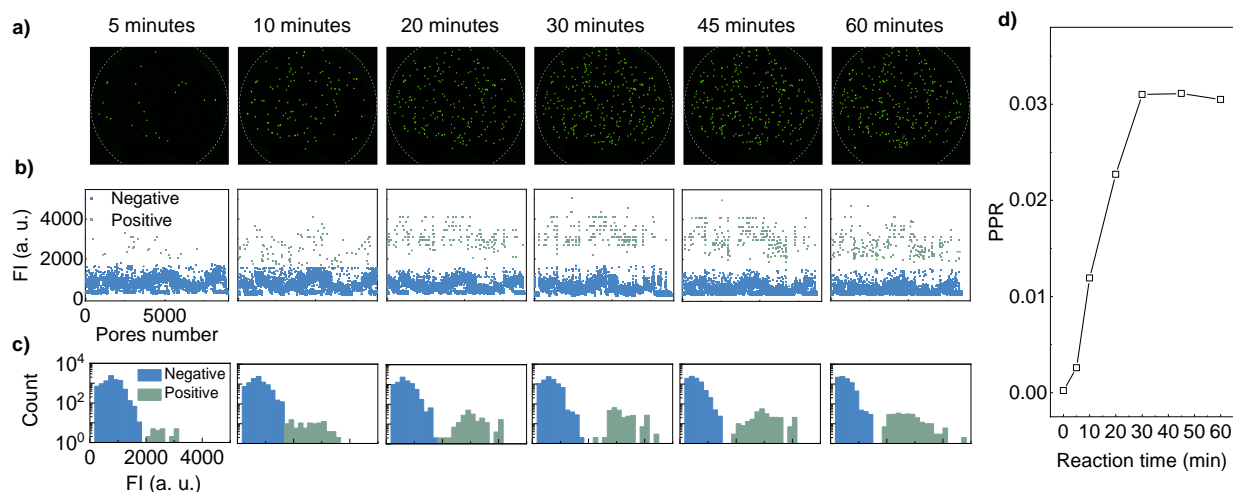 a) 5 minutes 10 minutes 20 minutes 30 minutes 45 minutes 60 minutes d)
b)
Negative
Positive
FI (a. u.)
4000
2000
0
0 5000
Pores number
c)
Count
10^4
10^2
10^0
Negative
Positive
0 2000 4000
FI (a. u.)
PPR
0.03
0.02
0.01
0.00
0 10 20 30 40 50 60
Reaction time (min)